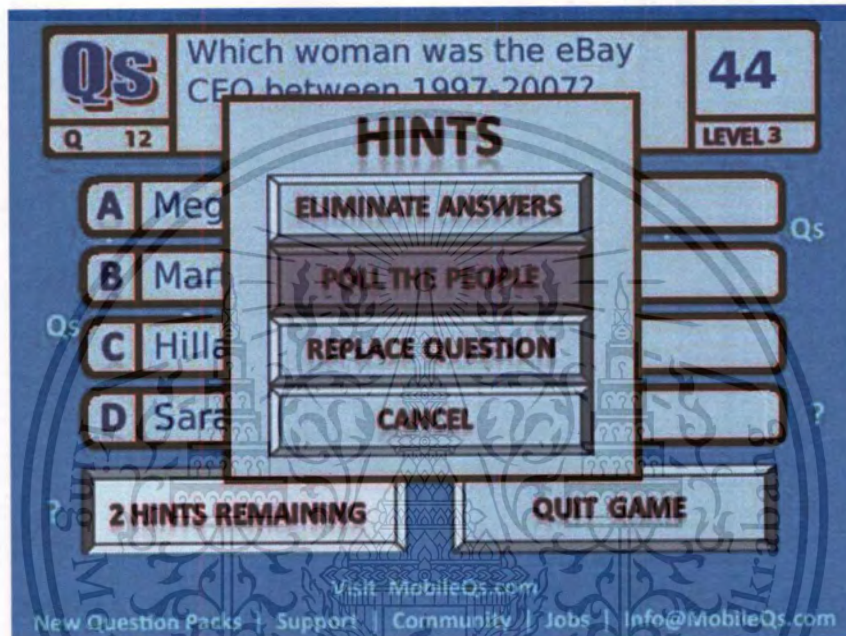 Qs
Which woman was the eBay
CEO between 1997-2007?
44
Q 12
LEVEL 3
HINTS
A Meg
ELIMINATE ANSWERS
Qs
B Mar
POLL THE PEOPLE
Qs
C Hilla
REPLACE QUESTION
D Sara
CANCEL
?
?
2 HINTS REMAINING
QUIT GAME
Visit MobileQs.com
New Question Packs | Support | Community | Jobs | Info@MobileQs.com